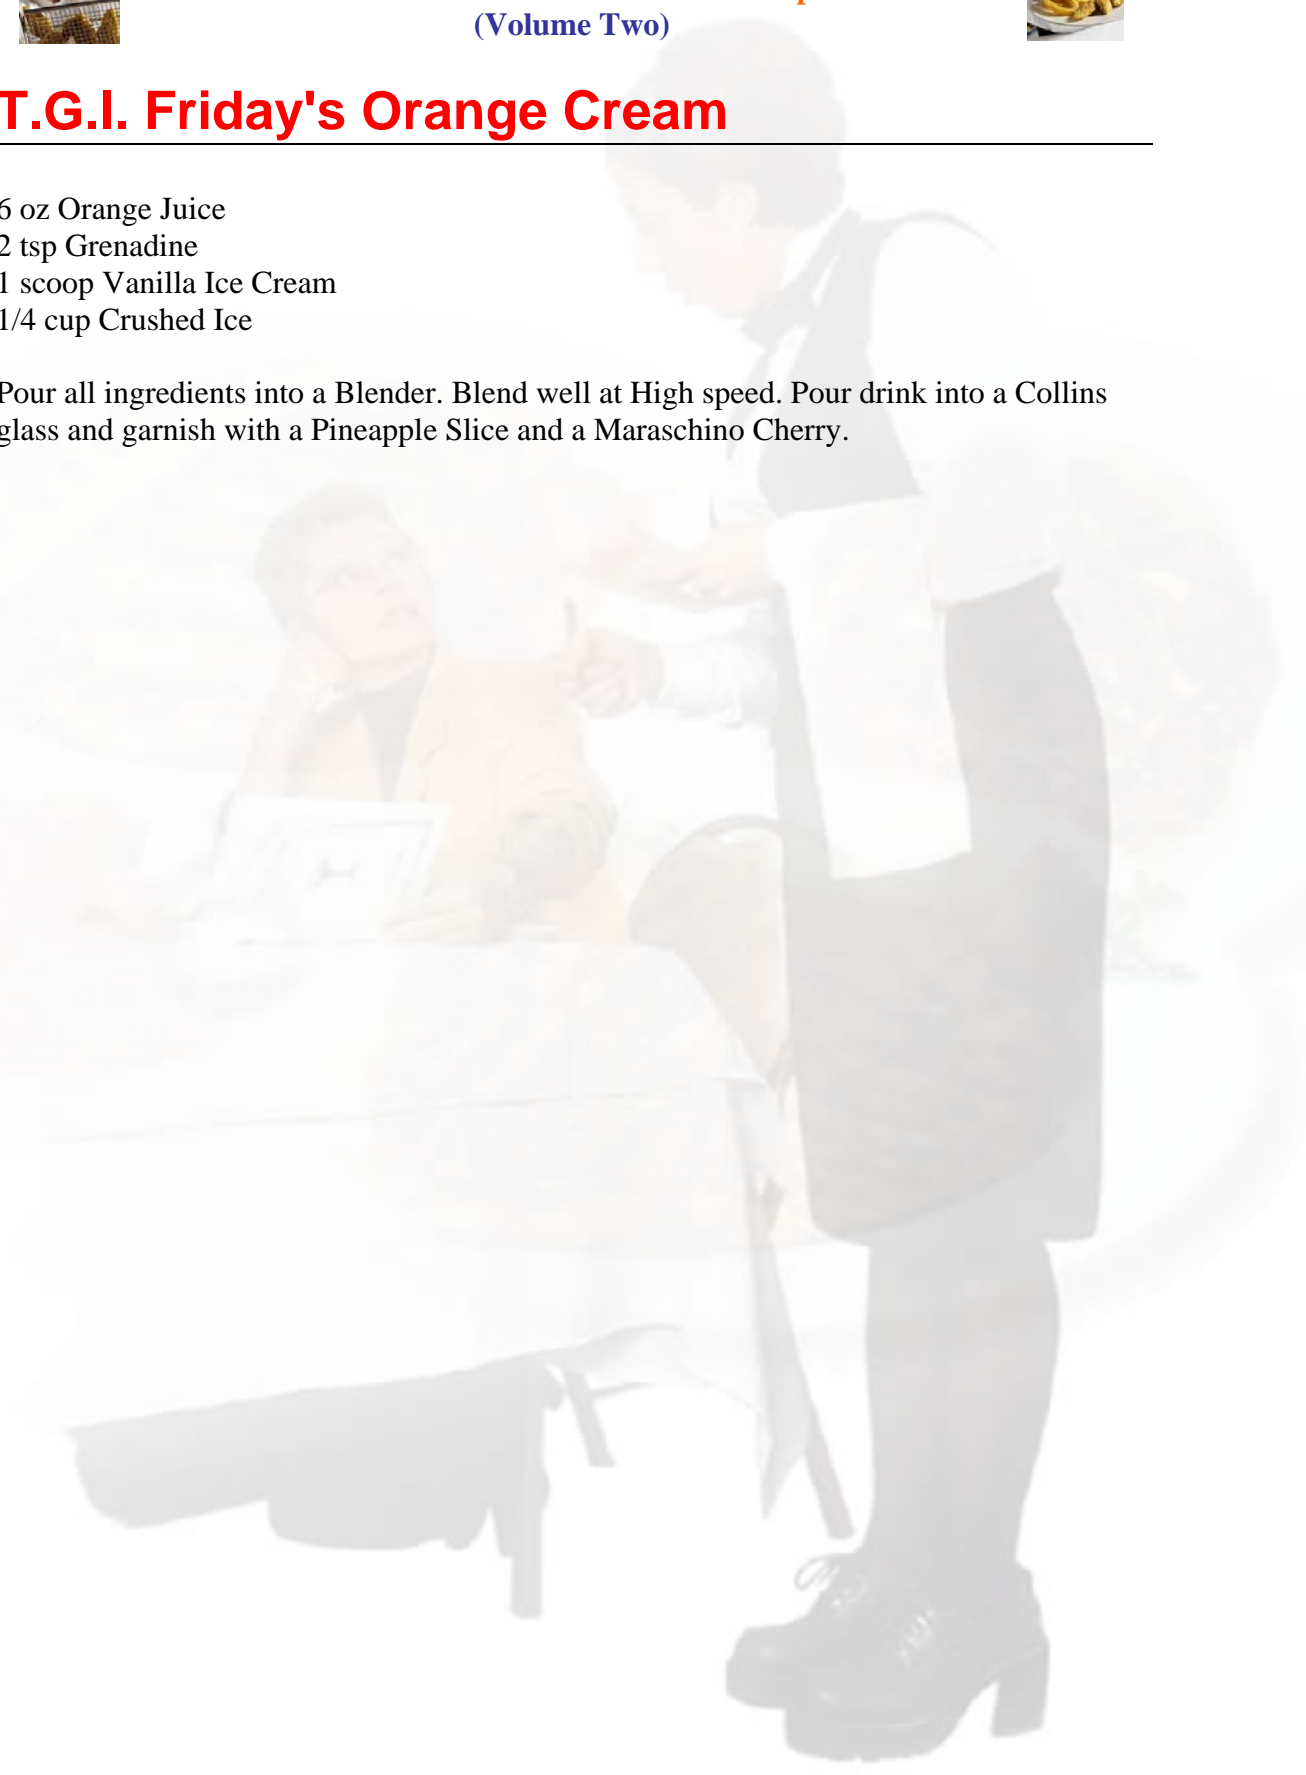 (Volume Two)
T.G.I. Friday's Orange Cream
6 oz Orange Juice
2 tsp Grenadine
1 scoop Vanilla Ice Cream
1/4 cup Crushed Ice
Pour all ingredients into a Blender. Blend well at High speed. Pour drink into a Collins
glass and garnish with a Pineapple Slice and a Maraschino Cherry.